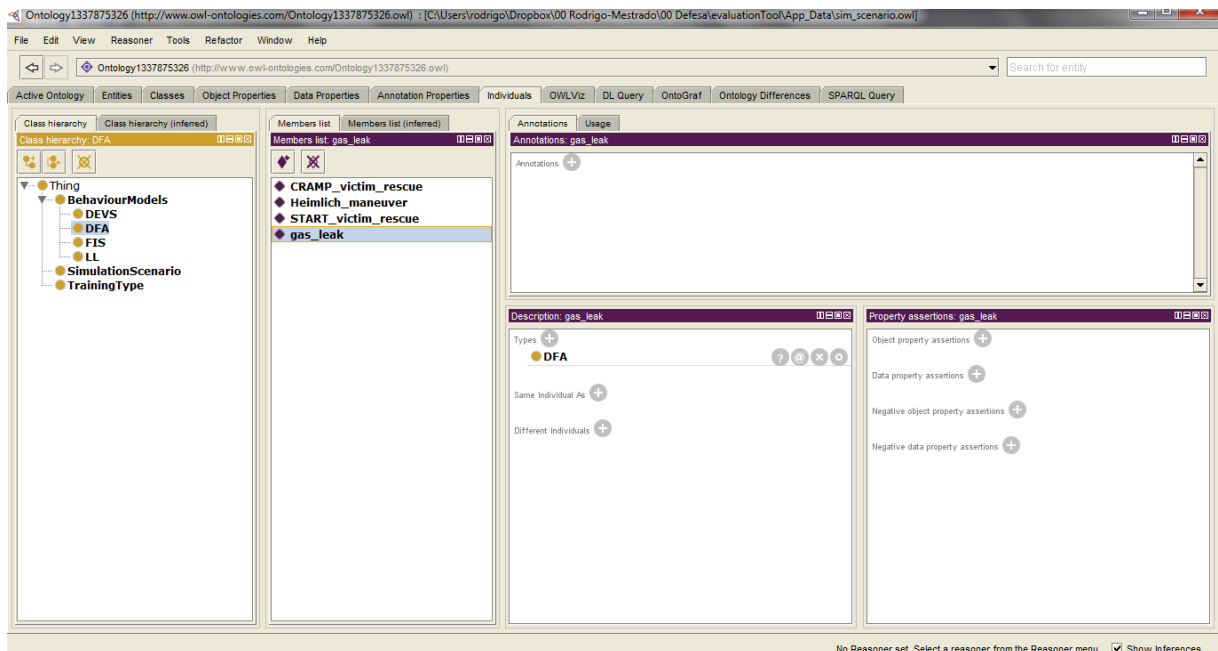 Ontology1337875326 (http://www.owl-ontologies.com/Ontology1337875326.owl) : [C:\Users\rodrigo\Dropbox\00 Rodrigo-Mestrado\00 Defesa\evaluationTool\App_Data\sim_scenario.owl]
File Edit View Reasoner Tools Refactor Window Help
Ontology1337875326 (http://www.owl-ontologies.com/Ontology1337875326.owl)
Search for entity
Active Ontology Entities Classes Object Properties Data Properties Annotation Properties Individuals OWLViz DL Query OntoGraf Ontology Differences SPARQL Query
Class hierarchy Class hierarchy (inferred)
Class hierarchy: DFA
Thing
BehaviourModels
DEVS
DFA
FIS
LL
SimulationScenario
TrainingType
Members list Members list (inferred)
Members list: gas_leak
CRAMP_victim_rescue
Heimlich_maneuver
START_victim_rescue
gas_leak
Annotations Usage
Annotations: gas_leak
Annotations
Description: gas_leak
Types
DFA
Same Individual As
Different Individuals
Property assertions: gas_leak
Object property assertions
Data property assertions
Negative object property assertions
Negative data property assertions
No Reasoner set. Select a reasoner from the Reasoner menu Show Inferences